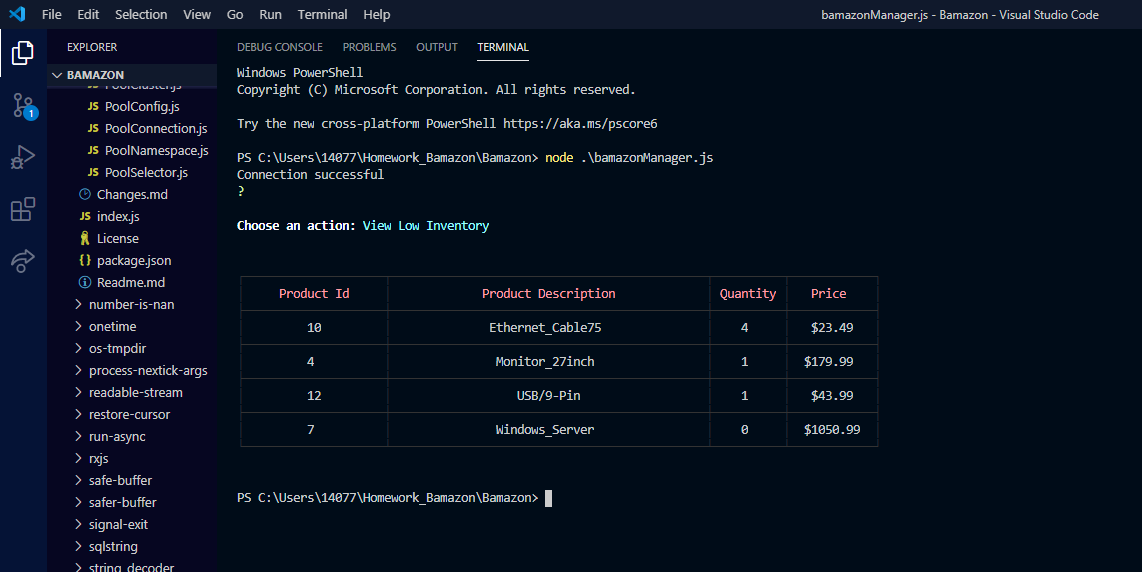 File Edit Selection View Go Run Terminal Help
bamazonManager.js - Bamazon - Visual Studio Code
EXPLORER
BAMAZON
PoolCluster.js
JS PoolConfig.js
JS PoolConnection.js
JS PoolNamespace.js
JS PoolSelector.js
Changes.md
JS index.js
License
{} package.json
Readme.md
number-is-nan
onetime
os-tmpdir
process-nextick-args
readable-stream
restore-cursor
run-async
rxjs
safe-buffer
safer-buffer
signal-exit
sqlstring
string_decoder
1
DEBUG CONSOLE PROBLEMS OUTPUT TERMINAL
Windows PowerShell
Copyright (C) Microsoft Corporation. All rights reserved.
Try the new cross-platform PowerShell https://aka.ms/pscore6
PS C:\Users\14077\Homework_Bamazon\Bamazon> node .\bamazonManager.js
Connection successful
?
Choose an action: View Low Inventory
Product Id Product Description Quantity Price
10 Ethernet_Cable75 4 $23.49
4 Monitor_27inch 1 $179.99
12 USB/9-Pin 1 $43.99
7 Windows_Server 0 $1050.99
PS C:\Users\14077\Homework_Bamazon\Bamazon>